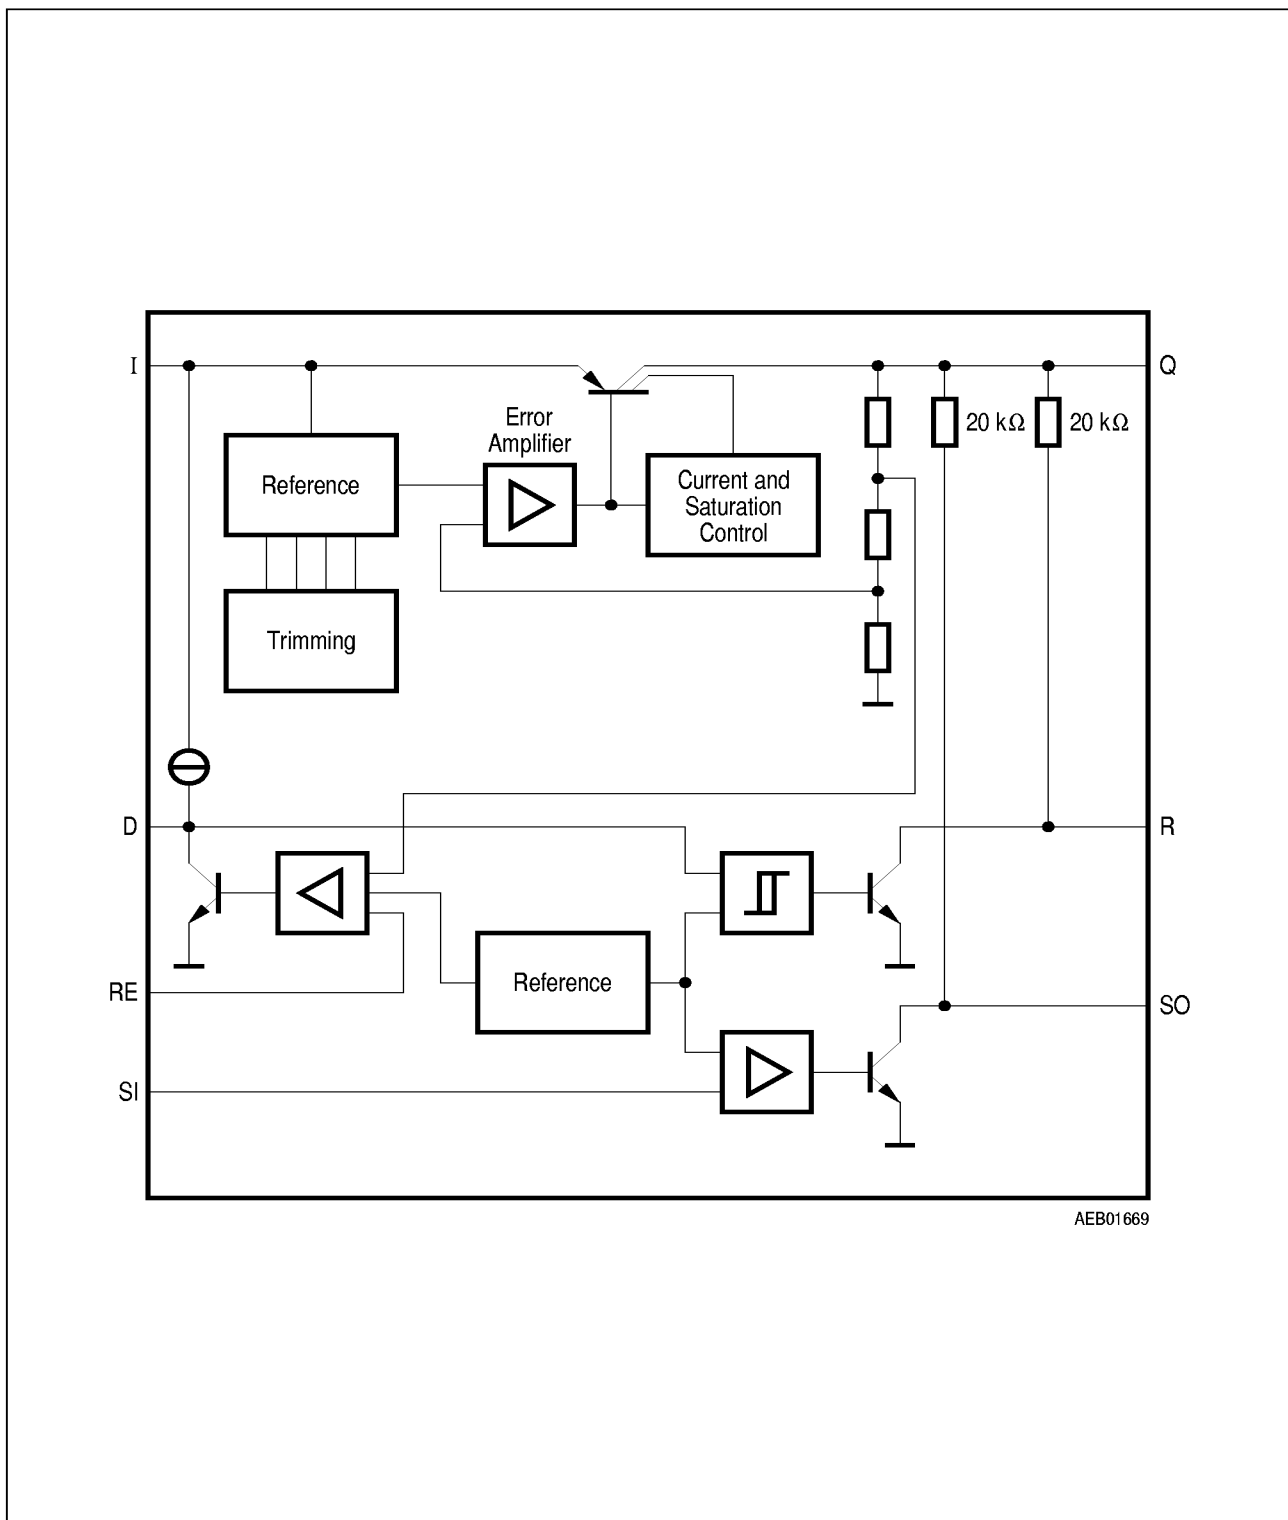 I
Q
Error
Amplifier
20 kΩ
20 kΩ
Reference
Current and
Saturation
Control
Trimming
D
R
RE
Reference
SO
SI
AEB01669